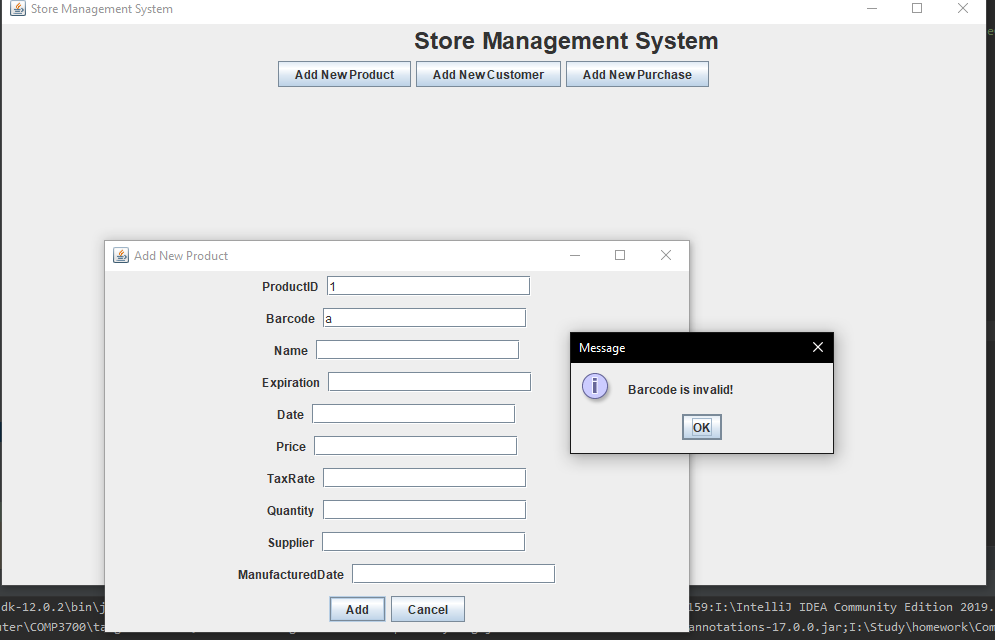 Store Management System
Store Management System
Add New Product Add New Customer Add New Purchase
Add New Product
ProductID 1
Barcode a
Name
Expiration
Date
Price
TaxRate
Quantity
Supplier
ManufacturedDate
Add Cancel
Message
Barcode is invalid!
OK
dk-12.0.2\bin\j 159:I:\IntelliJ IDEA Community Edition 2019.
nter\COMP3700\ta annotations-17.0.0.jar;I:\Study\homework\Com